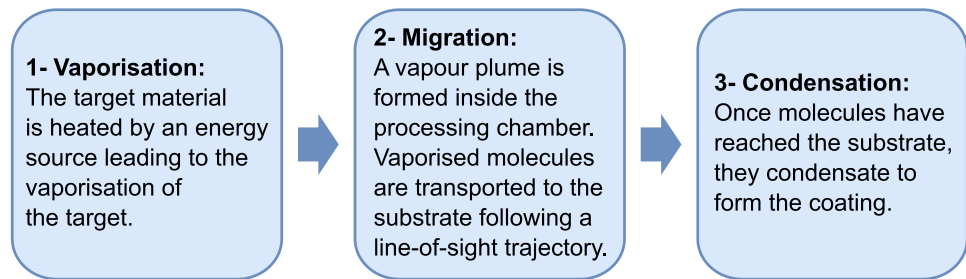 1- Vaporisation:
The target material
is heated by an energy
source leading to the
vaporisation of
the target.
2- Migration:
A vapour plume is
formed inside the
processing chamber.
Vaporised molecules
are transported to the
substrate following a
line-of-sight trajectory.
3- Condensation:
Once molecules have
reached the substrate,
they condensate to
form the coating.